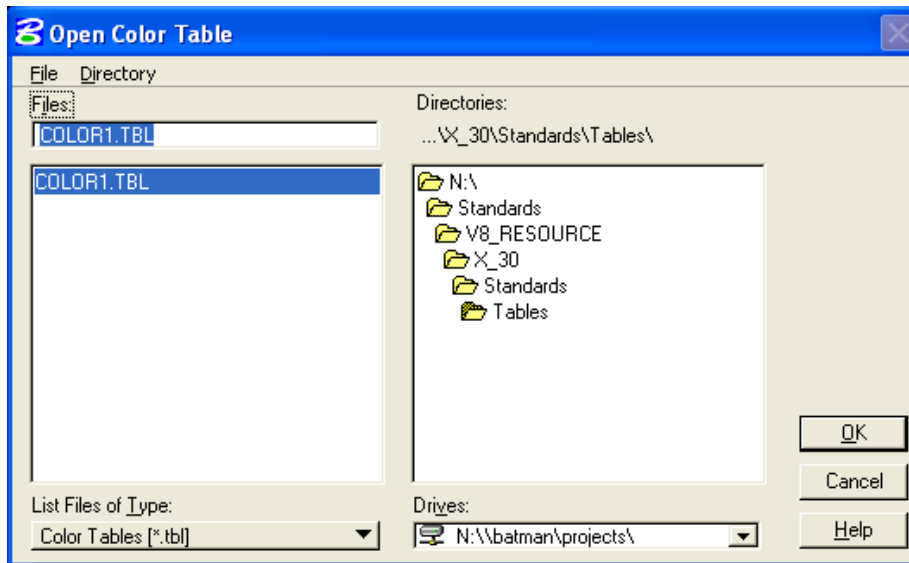 Open Color Table
File Directory
Files:
COLOR1.TBL
COLOR1.TBL
List Files of Type:
Color Tables [*.tbl]
Directories:
...\X_30\Standards\Tables\
N:\
Standards
V8_RESOURCE
X_30
Standards
Tables
Drives:
N:\\batman\projects\
OK
Cancel
Help